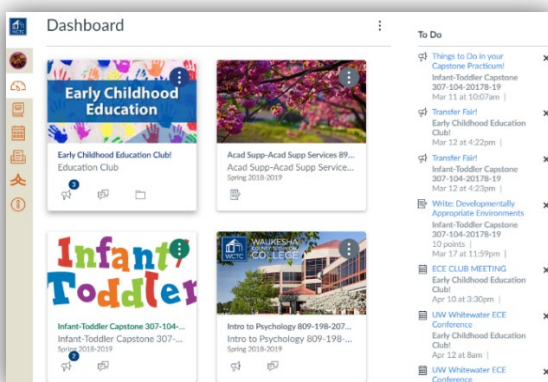 WCTC
Dashboard
Early Childhood
Education
Early Childhood Education Club!
Education Club
3
Acad Supp-Acad Supp Services 89...
Acad Supp-Acad Supp Service...
Spring 2018-2019
Infant/
Toddler
Infant-Toddler Capstone 307-104-...
Infant-Toddler Capstone 307-...
Spring 2018-2019
7
WCTC
WAUKESHA
COUNTY TECHNICAL
COLLEGE
Intro to Psychology 809-198-207...
Intro to Psychology 809-198-...
Spring 2018-2019
To Do
Things to Do in your
Capstone Practicum!
Infant-Toddler Capstone
307-104-20178-19
Mar 11 at 10:07am |
Transfer Fair!
Early Childhood Education
Club!
Mar 12 at 4:22pm |
Transfer Fair!
Infant-Toddler Capstone
307-104-20178-19
Mar 12 at 4:23pm |
Write: Developmentally
Appropriate Environments
Infant-Toddler Capstone
307-104-20178-19
10 points |
Mar 17 at 11:59pm |
ECE CLUB MEETING
Early Childhood Education
Club!
Apr 10 at 3:30pm |
UW Whitewater ECE
Conference
Early Childhood Education
Club!
Apr 12 at 8am |
UW Whitewater ECE
Conference